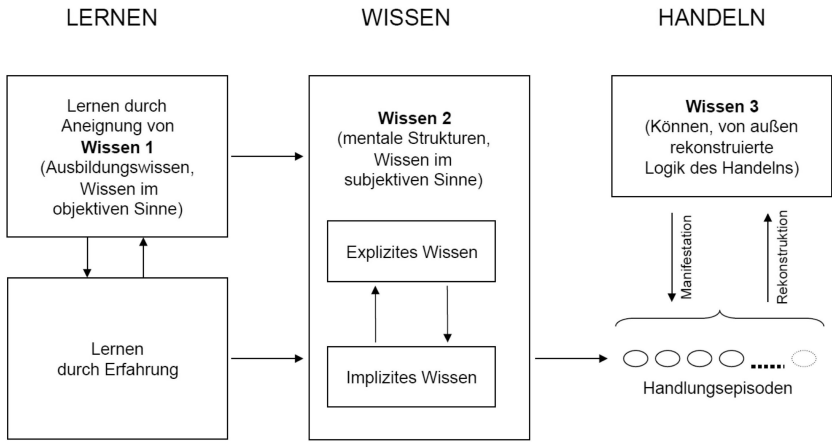 LERNEN
WISSEN
HANDELN
Lernen durch
Aneignung von
Wissen 1
(Ausbildungswissen,
Wissen im
objektiven Sinne)
Lernen
durch Erfahrung
Wissen 2
(mentale Strukturen,
Wissen im
subjektiven Sinne)
Explizites Wissen
Implizites Wissen
Wissen 3
(Können, von außen
rekonstruierte
Logik des Handelns)
Manifestation
Rekonstruktion
Handlungsepisoden